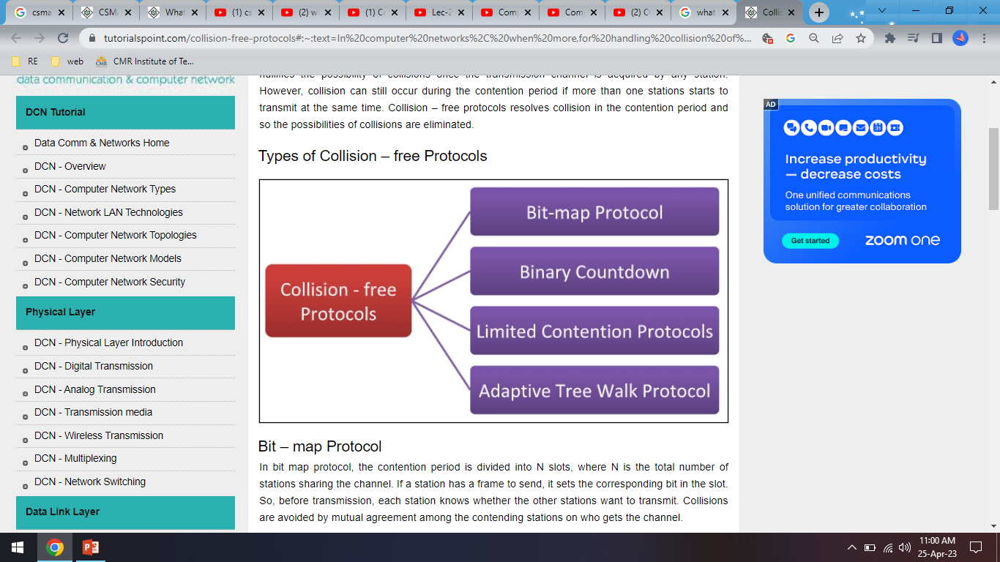 csma
CSMA
What
(1) cs
(2) w
(1) C
Lec-2
Comp
Com
(2) C
what
Collis
tutorialspoint.com/collision-free-protocols#:~:text=In%20computer%20networks%2C%20when%20more,for%20handling%20collision%20of%...
RE
web
CMR Institute of Te...
data communication & computer network
DCN Tutorial
Data Comm & Networks Home
DCN - Overview
DCN - Computer Network Types
DCN - Network LAN Technologies
DCN - Computer Network Topologies
DCN - Computer Network Models
DCN - Computer Network Security
Physical Layer
DCN - Physical Layer Introduction
DCN - Digital Transmission
DCN - Analog Transmission
DCN - Transmission media
DCN - Wireless Transmission
DCN - Multiplexing
DCN - Network Switching
Data Link Layer
nullifies the possibility of collisions once the transmission channel is acquired by any station.
However, collision can still occur during the contention period if more than one stations starts to
transmit at the same time. Collision – free protocols resolves collision in the contention period and
so the possibilities of collisions are eliminated.
Types of Collision – free Protocols
Collision - free
Protocols
Bit-map Protocol
Binary Countdown
Limited Contention Protocols
Adaptive Tree Walk Protocol
Bit – map Protocol
In bit map protocol, the contention period is divided into N slots, where N is the total number of
stations sharing the channel. If a station has a frame to send, it sets the corresponding bit in the slot.
So, before transmission, each station knows whether the other stations want to transmit. Collisions
are avoided by mutual agreement among the contending stations on who gets the channel.
AD
31
Increase productivity
— decrease costs
One unified communications
solution for greater collaboration
Get started
zoom one
11:00 AM
25-Apr-23